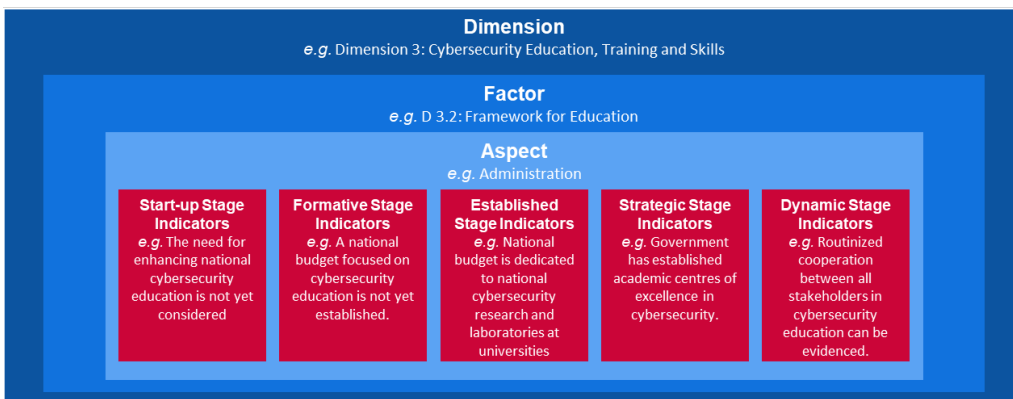 Dimension
e.g. Dimension 3: Cybersecurity Education, Training and Skills
Factor
e.g. D 3.2: Framework for Education
Aspect
e.g. Administration
Start-up Stage
Indicators
e.g. The need for
enhancing national
cybersecurity
education is not yet
considered
Formative Stage
Indicators
e.g. A national
budget focused on
cybersecurity
education is not yet
established.
Established
Stage Indicators
e.g. National
budget is dedicated
to national
cybersecurity
research and
laboratories at
universities
Strategic Stage
Indicators
e.g. Government
has established
academic centres of
excellence in
cybersecurity.
Dynamic Stage
Indicators
e.g. Routinized
cooperation
between all
stakeholders in
cybersecurity
education can be
evidenced.